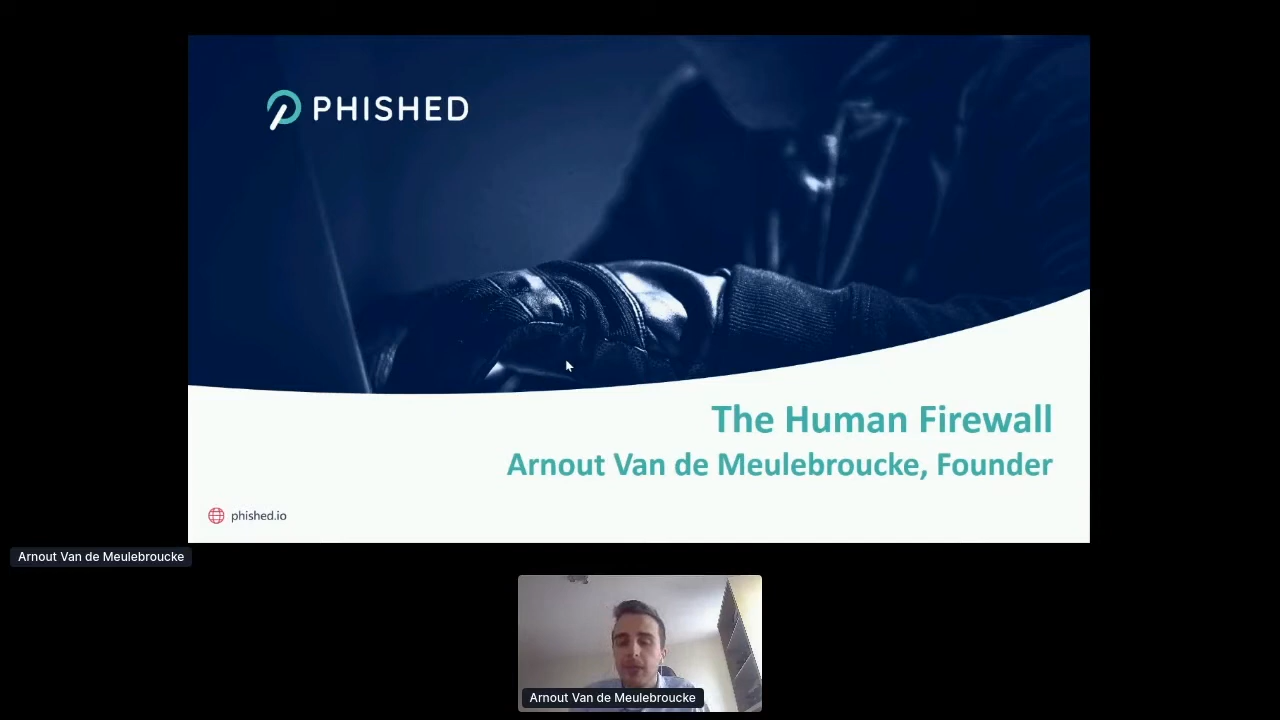 PHISHED
The Human Firewall
Arnout Van de Meulebroucke, Founder
phished.io
Arnout Van de Meulebroucke
Arnout Van de Meulebroucke